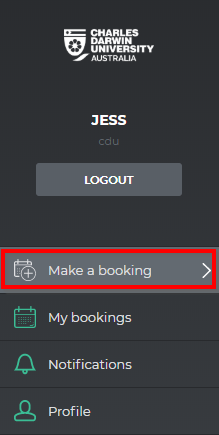 CHARLES
DARWIN
UNIVERSITY
AUSTRALIA
JESS
cdu
LOGOUT
Make a booking
My bookings
Notifications
Profile